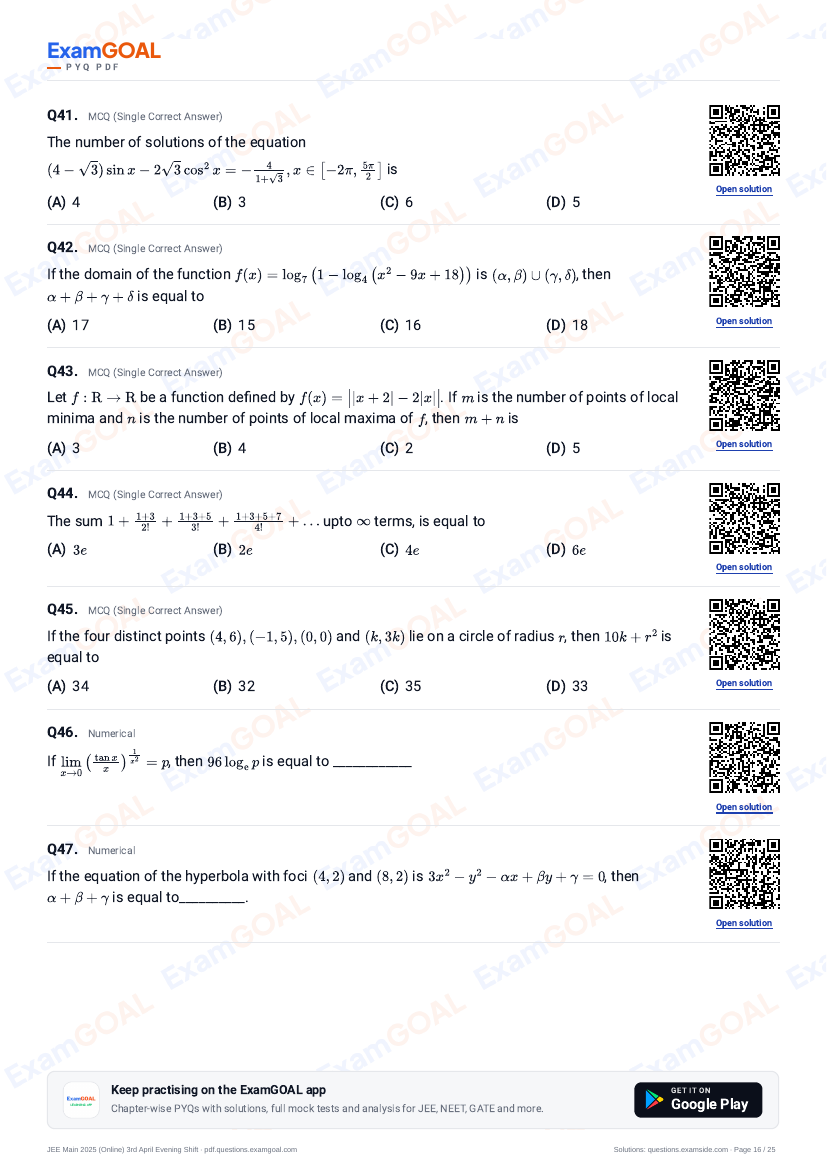 ExamGOAL
PYQ PDF
Q41. MCQ (Single Correct Answer)
The number of solutions of the equation
(4 − √3) sin x − 2√3 cos² x = −4/(1+√3), x ∈ [−2π, 5π/2] is
(A) 4 (B) 3 (C) 6 (D) 5
Open solution
Q42. MCQ (Single Correct Answer)
If the domain of the function f(x) = log₇ (1 − log₄ (x² − 9x + 18)) is (α, β) ∪ (γ, δ), then
α + β + γ + δ is equal to
(A) 17 (B) 15 (C) 16 (D) 18
Open solution
Q43. MCQ (Single Correct Answer)
Let f : R → R be a function defined by f(x) = ||x + 2| − 2|x||. If m is the number of points of local
minima and n is the number of points of local maxima of f, then m + n is
(A) 3 (B) 4 (C) 2 (D) 5
Open solution
Q44. MCQ (Single Correct Answer)
The sum 1 + (1+3)/2! + (1+3+5)/3! + (1+3+5+7)/4! + … upto ∞ terms, is equal to
(A) 3e (B) 2e (C) 4e (D) 6e
Open solution
Q45. MCQ (Single Correct Answer)
If the four distinct points (4, 6), (−1, 5), (0, 0) and (k, 3k) lie on a circle of radius r, then 10k + r² is
equal to
(A) 34 (B) 32 (C) 35 (D) 33
Open solution
Q46. Numerical
If lim x→0 (tan x/x)^(1/x²) = p, then 96 logₑ p is equal to ____________
Open solution
Q47. Numerical
If the equation of the hyperbola with foci (4, 2) and (8, 2) is 3x² − y² − αx + βy + γ = 0, then
α + β + γ is equal to__________.
Open solution
ExamGOAL
Keep practising on the ExamGOAL app
Chapter-wise PYQs with solutions, full mock tests and analysis for JEE, NEET, GATE and more.
GET IT ON
Google Play
JEE Main 2025 (Online) 3rd April Evening Shift · pdf.questions.examgoal.com
Solutions: questions.examside.com · Page 16 / 25